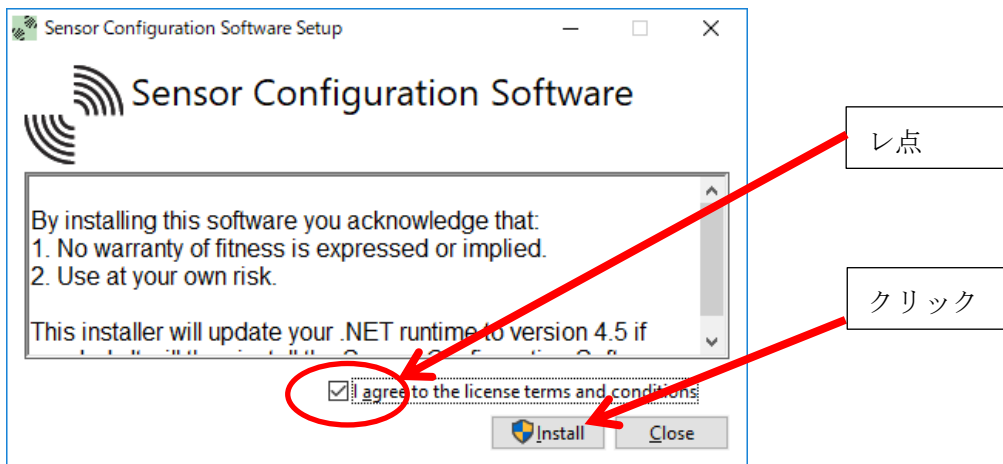 Sensor Configuration Software Setup
Sensor Configuration Software
By installing this software you acknowledge that:
1. No warranty of fitness is expressed or implied.
2. Use at your own risk.
This installer will update your .NET runtime to version 4.5 if
I agree to the license terms and conditions
Install Close
レ点
クリック